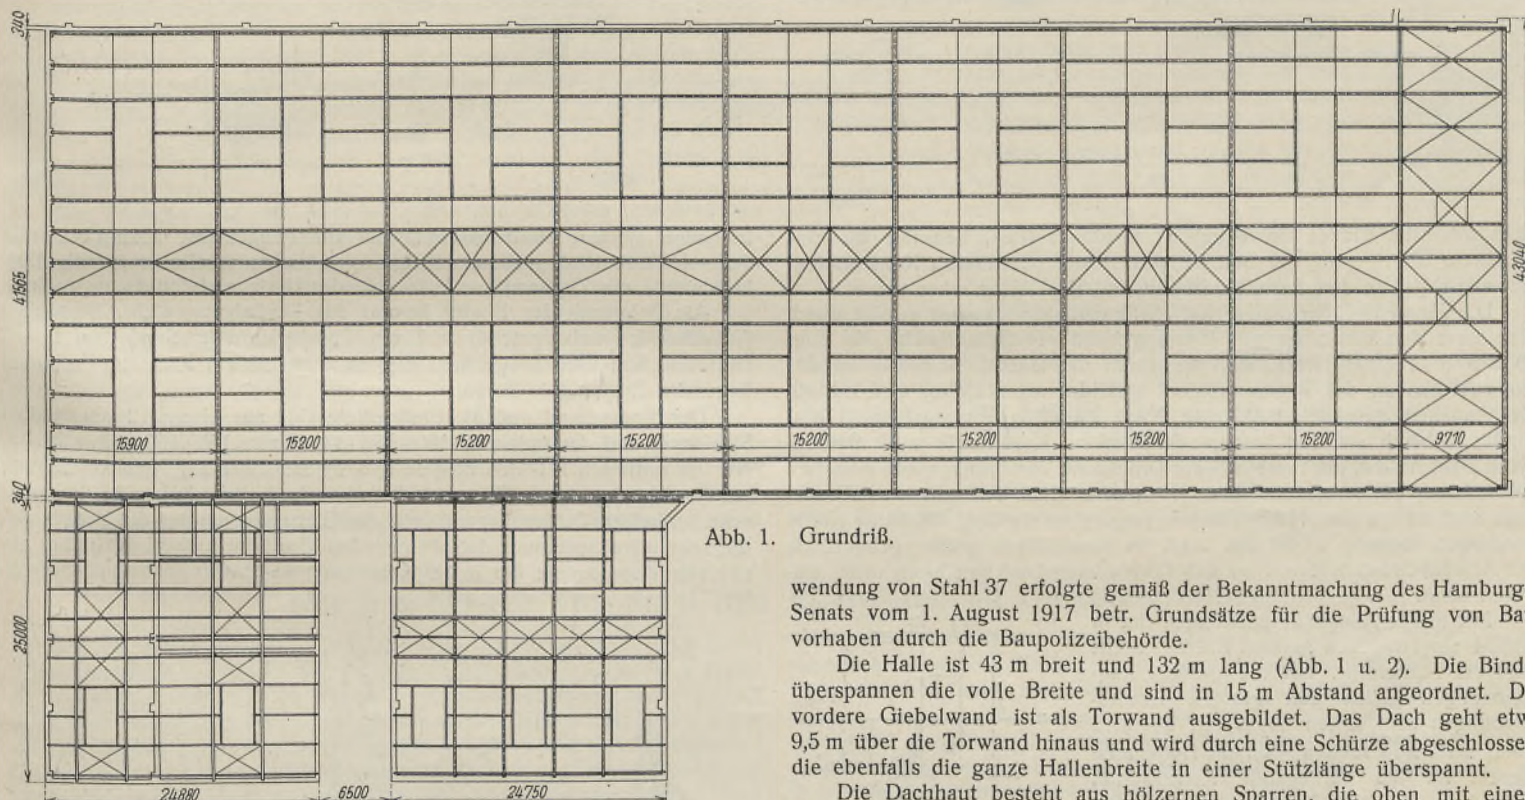 340
41565
43040
15900 15200 15200 15200 15200 15200 15200 15200 9710
340
Abb. 1. Grundriß.
25000
24880 6500 24750
wendung von Stahl 37 erfolgte gemäß der Bekanntmachung des Hamburg
Senats vom 1. August 1917 betr. Grundsätze für die Prüfung von Ba
vorhaben durch die Baupolizeibehörde.
Die Halle ist 43 m breit und 132 m lang (Abb. 1 u. 2). Die Bind
überspannen die volle Breite und sind in 15 m Abstand angeordnet. D
vordere Giebelwand ist als Torwand ausgebildet. Das Dach geht etw
9,5 m über die Torwand hinaus und wird durch eine Schürze abgeschlosse
die ebenfalls die ganze Hallenbreite in einer Stützlänge überspannt.
Die Dachhaut besteht aus hölzernen Sparren, die oben mit eine